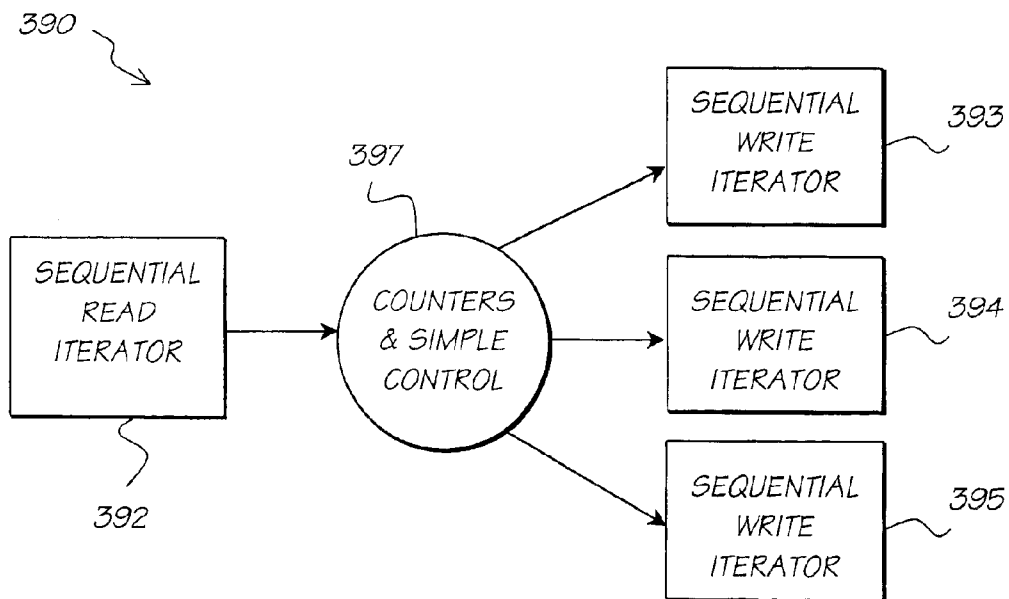 390
397
SEQUENTIAL
READ
ITERATOR
392
COUNTERS
& SIMPLE
CONTROL
SEQUENTIAL
WRITE
ITERATOR
393
SEQUENTIAL
WRITE
ITERATOR
394
SEQUENTIAL
WRITE
ITERATOR
395